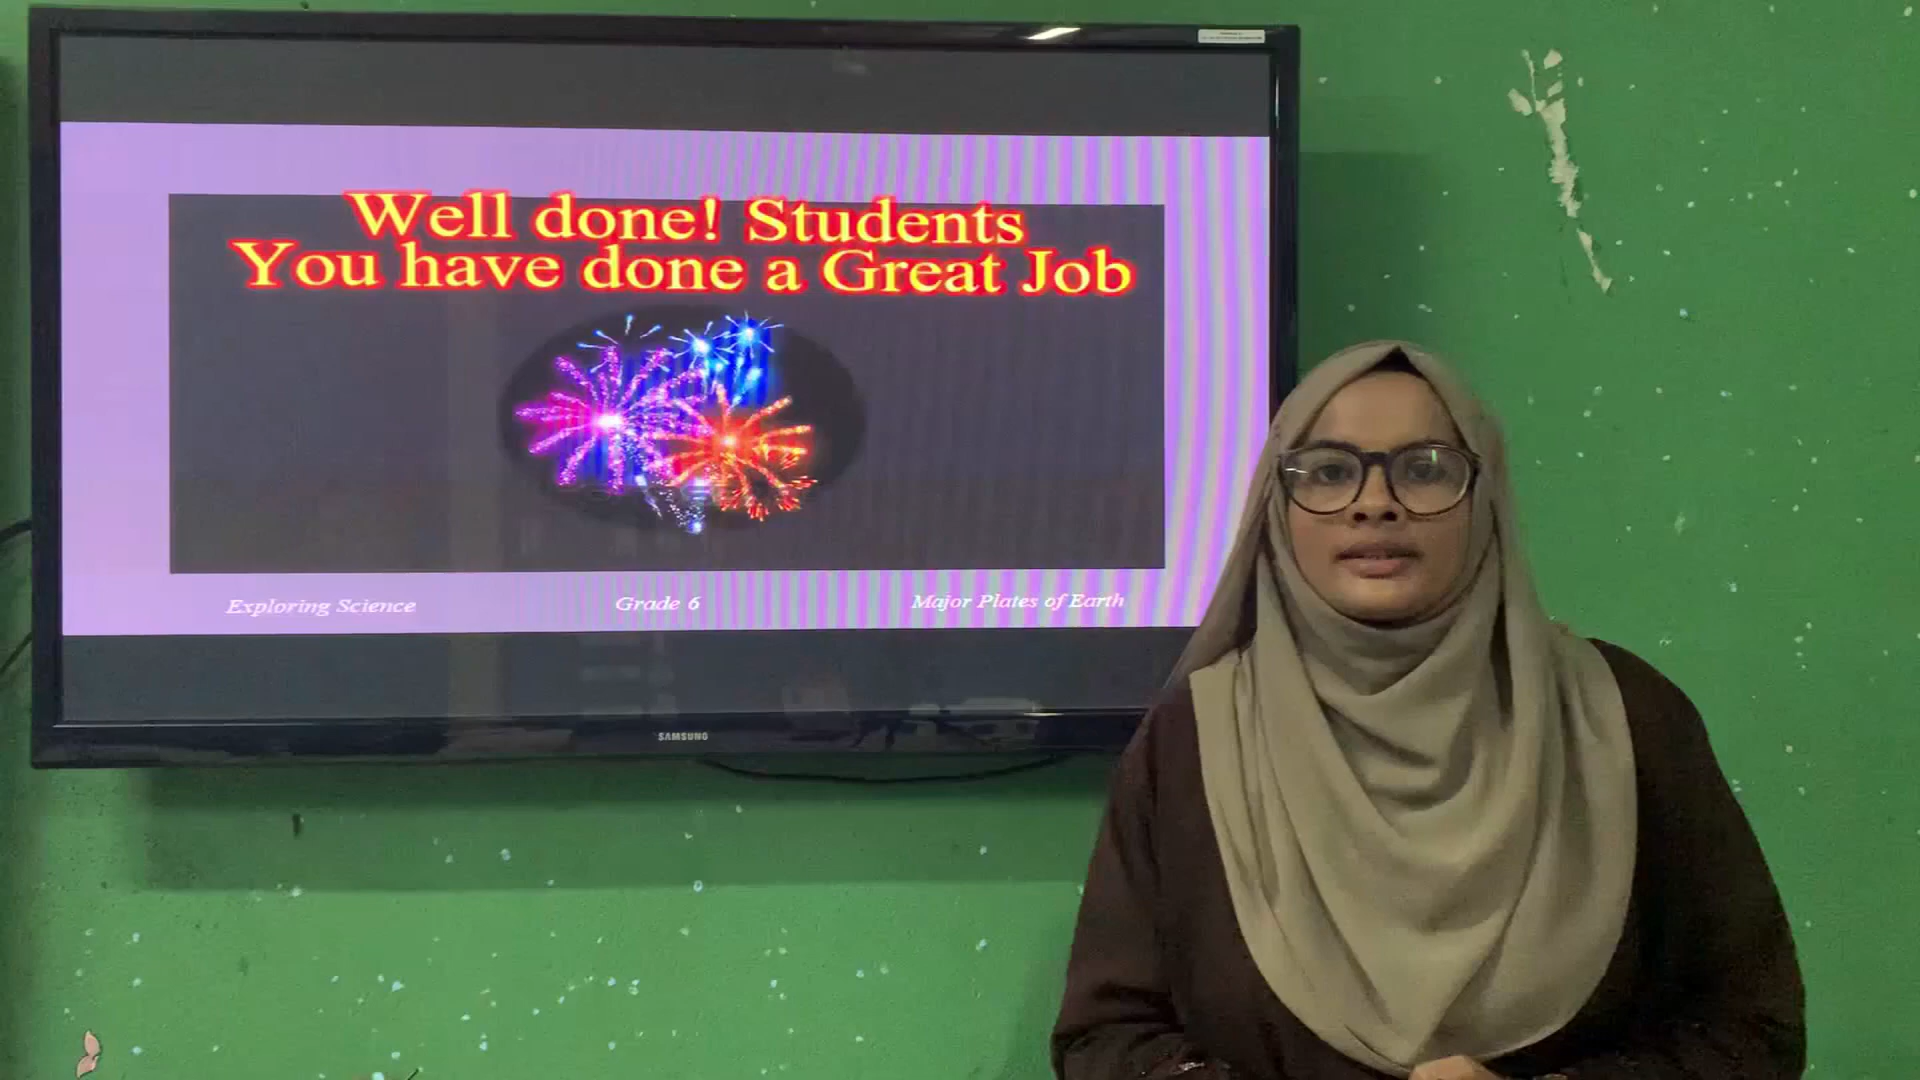 Well done! Students
You have done a Great Job
Exploring Science
Grade 6
Major Plates of Earth
SAMSUNG